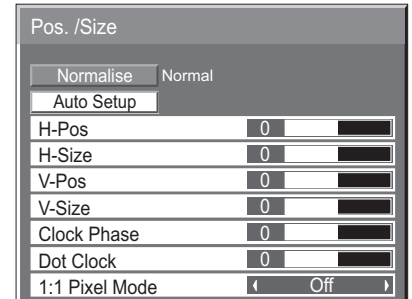 Pos. /Size
Normalise Normal
Auto Setup
H-Pos 0
H-Size 0
V-Pos 0
V-Size 0
Clock Phase 0
Dot Clock 0
1:1 Pixel Mode Off